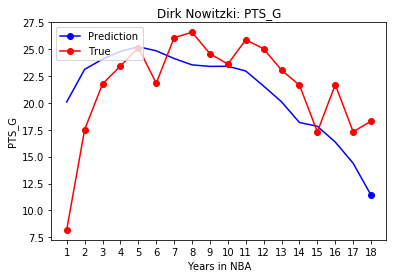 Dirk Nowitzki: PTS_G
Prediction
True
27.5
25.0
22.5
20.0
17.5
15.0
12.5
10.0
7.5
PTS_G
1 2 3 4 5 6 7 8 9 10 11 12 13 14 15 16 17 18
Years in NBA